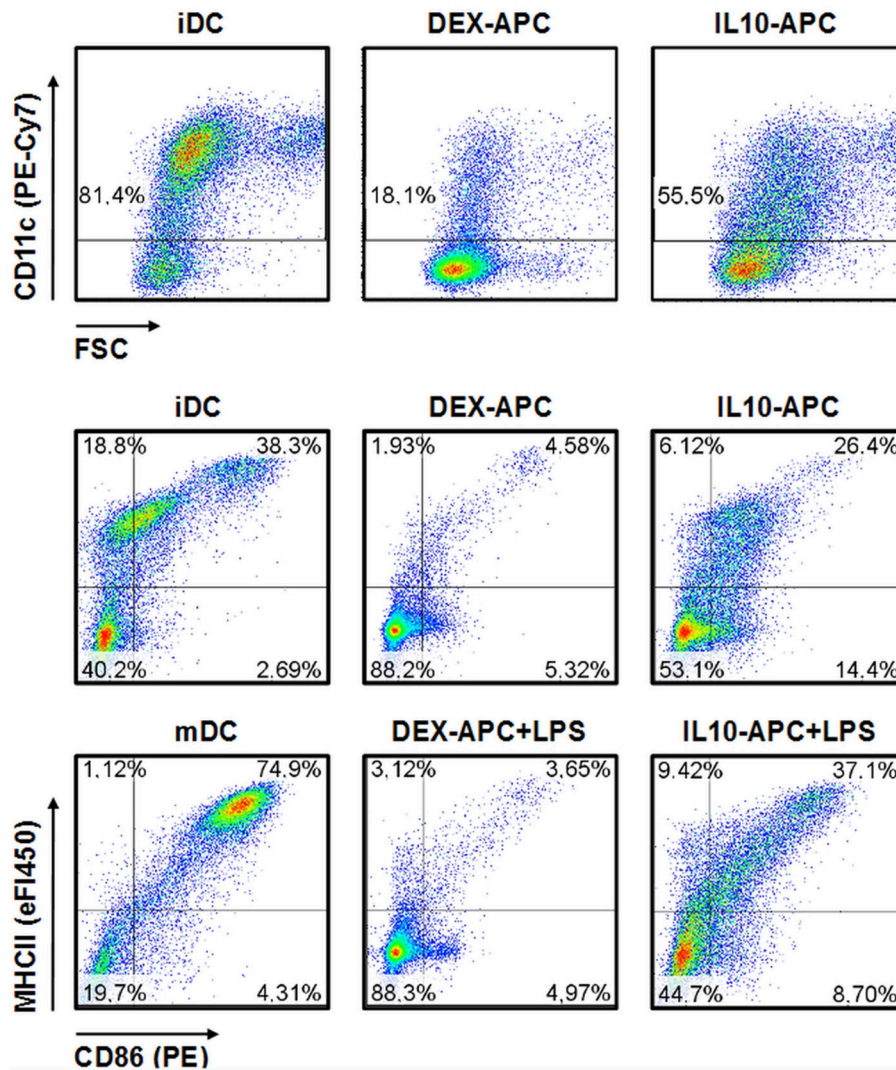 iDC DEX-APC IL10-APC
CD11c (PE-Cy7)
81.4% 18.1% 55.5%
FSC
iDC DEX-APC IL10-APC
18.8% 38.3% 1.93% 4.58% 6.12% 26.4%
40.2% 2.69% 88.2% 5.32% 53.1% 14.4%
mDC DEX-APC+LPS IL10-APC+LPS
1.12% 74.9% 3.12% 3.65% 9.42% 37.1%
MHCII (eFl450)
19.7% 4.31% 88.3% 4.97% 44.7% 8.70%
CD86 (PE)